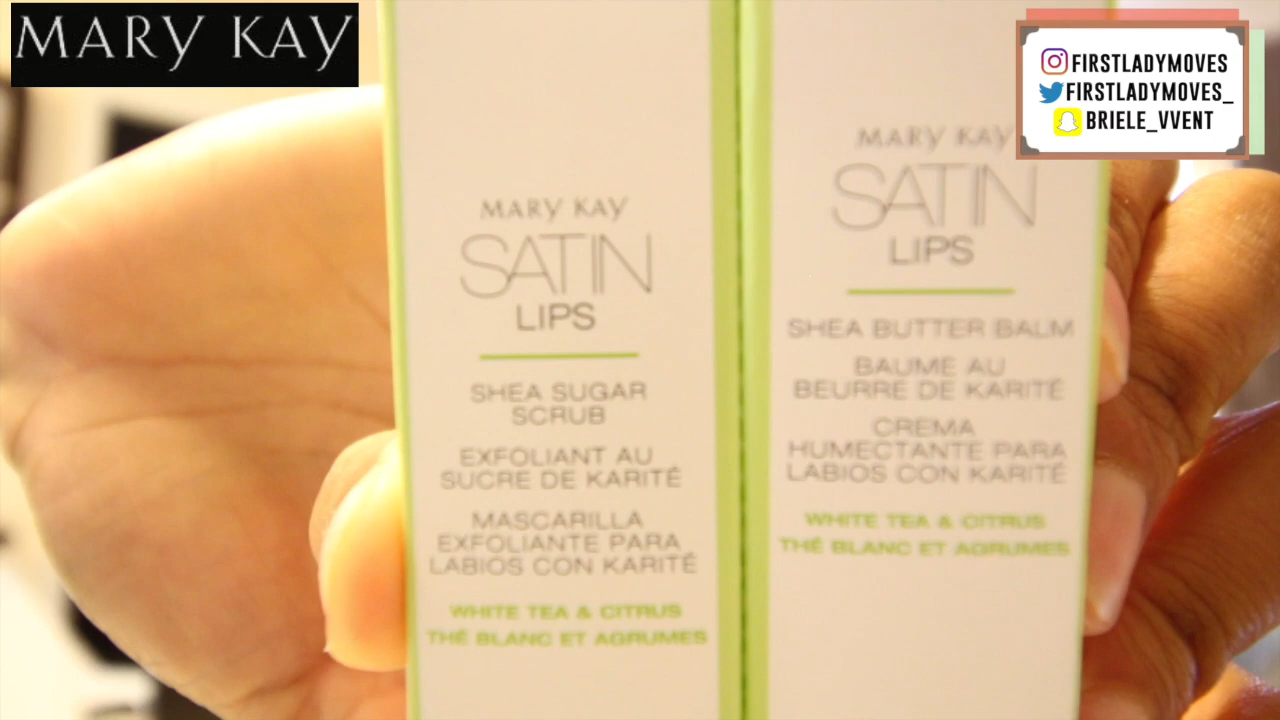 MARY KAY
FIRSTLADYMOVES
FIRSTLADYMOVES_
BRIELE_VVENT
MARY KAY
SATIN
LIPS
SHEA SUGAR
SCRUB
EXFOLIANT AU
SUCRE DE KARITÉ
MASCARILLA
EXFOLIANTE PARA
LABIOS CON KARITÉ
WHITE TEA & CITRUS
THÉ BLANC ET AGRUMES
MARY KAY
SATIN
LIPS
SHEA BUTTER BALM
BAUME AU
BEURRE DE KARITÉ
CREMA
HUMECTANTE PARA
LABIOS CON KARITÉ
WHITE TEA & CITRUS
THÉ BLANC ET AGRUMES